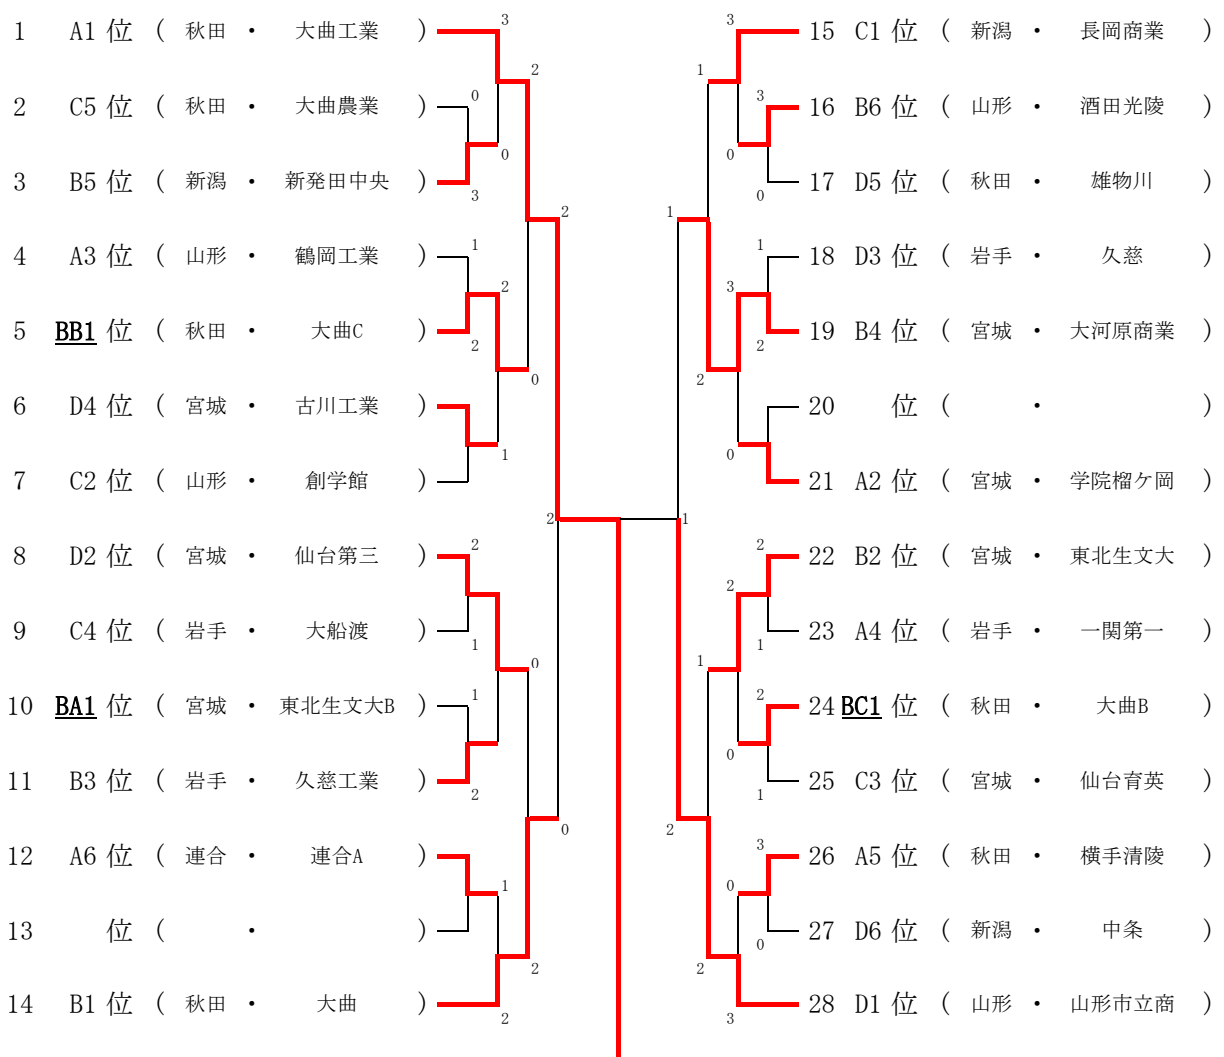 1 A1 位 ( 秋田 ・ 大曲工業 ) 3
3 15 C1 位 ( 新潟 ・ 長岡商業 )
2
1
2 C5 位 ( 秋田 ・ 大曲農業 ) 0
3 16 B6 位 ( 山形 ・ 酒田光陵 )
0
0
3 B5 位 ( 新潟 ・ 新発田中央 ) 3
0 17 D5 位 ( 秋田 ・ 雄物川 )
2
1
4 A3 位 ( 山形 ・ 鶴岡工業 ) 1
1 18 D3 位 ( 岩手 ・ 久慈 )
2
3
5 BB1 位 ( 秋田 ・ 大曲C ) 2
2 19 B4 位 ( 宮城 ・ 大河原商業 )
0
2
6 D4 位 ( 宮城 ・ 古川工業 )
20 位 ( ・ )
1
0
7 C2 位 ( 山形 ・ 創学館 )
21 A2 位 ( 宮城 ・ 学院榴ケ岡 )
2
1
8 D2 位 ( 宮城 ・ 仙台第三 ) 2
2 22 B2 位 ( 宮城 ・ 東北生文大 )
2
9 C4 位 ( 岩手 ・ 大船渡 ) 1
1 23 A4 位 ( 岩手 ・ 一関第一 )
0
1
10 BA1 位 ( 宮城 ・ 東北生文大B ) 1
2 24 BC1 位 ( 秋田 ・ 大曲B )
0
11 B3 位 ( 岩手 ・ 久慈工業 ) 2
1 25 C3 位 ( 宮城 ・ 仙台育英 )
0
2
12 A6 位 ( 連合 ・ 連合A )
3 26 A5 位 ( 秋田 ・ 横手清陵 )
1
0
13 位 ( ・ )
0 27 D6 位 ( 新潟 ・ 中条 )
2
2
14 B1 位 ( 秋田 ・ 大曲 ) 2
3 28 D1 位 ( 山形 ・ 山形市立商 )